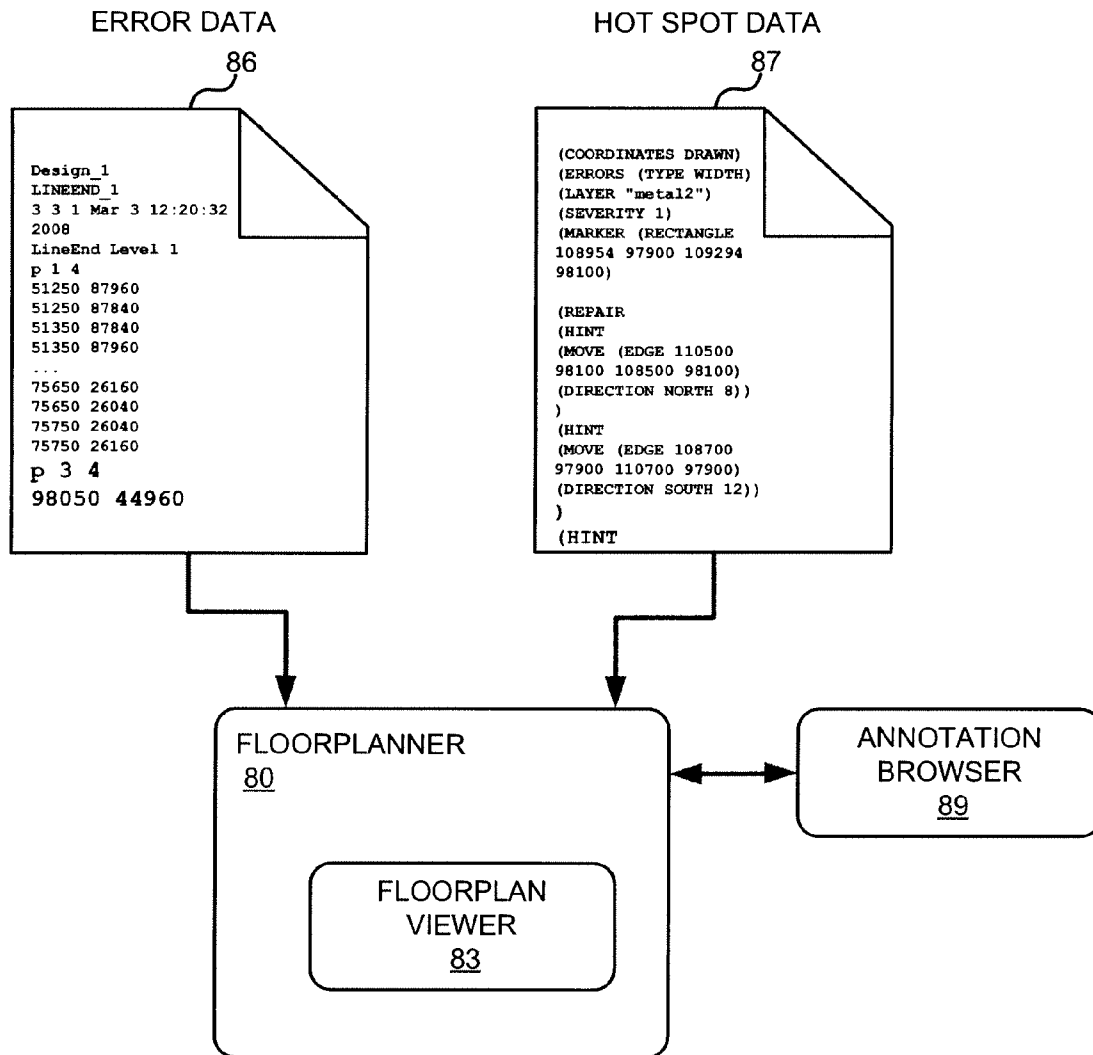 ERROR DATA
86
Design_1
LINEEND_1
3 3 1 Mar 3 12:20:32
2008
LineEnd Level 1
p 1 4
51250 87960
51250 87840
51350 87840
51350 87960
...
75650 26160
75650 26040
75750 26040
75750 26160
p 3 4
98050 44960
HOT SPOT DATA
87
(COORDINATES DRAWN)
(ERRORS (TYPE WIDTH)
(LAYER "metal2")
(SEVERITY 1)
(MARKER (RECTANGLE
108954 97900 109294
98100)
(REPAIR
(HINT
(MOVE (EDGE 110500
98100 108500 98100)
(DIRECTION NORTH 8))
)
(HINT
(MOVE (EDGE 108700
97900 110700 97900)
(DIRECTION SOUTH 12))
)
(HINT
FLOORPLANNER
80
FLOORPLAN
VIEWER
83
ANNOTATION
BROWSER
89